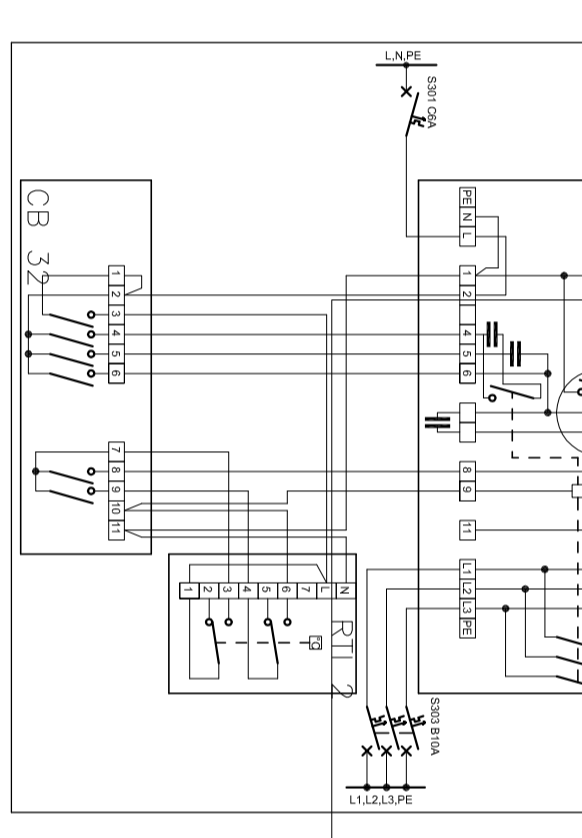 L,N,PE
S301 C6A
PE N L
CB 32
1 2 3 4 5 6
7 8 9 10 11
1 2 4 5 6
8 9
11
L1 L2 L3 PE
1 2 3 4 5 6 7 L N
RTI 2
°C
S303 B10A
L1,L2,L3,PE